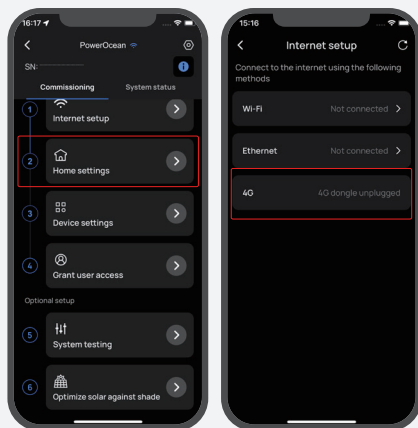 16:17
PowerOcean
SN:
Commissioning
System status
1
Internet setup
2
Home settings
3
Device settings
4
Grant user access
Optional setup
5
System testing
6
Optimize solar against shade
15:16
Internet setup
Connect to the internet using the following
methods
Wi-Fi
Not connected
Ethernet
Not connected
4G
4G dongle unplugged